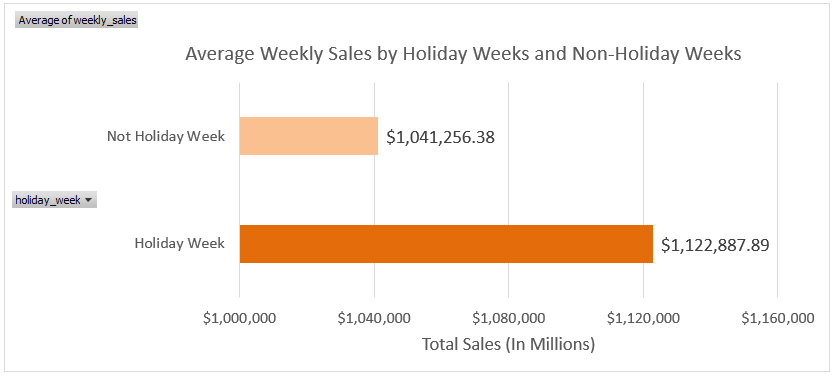 Average of weekly_sales
Average Weekly Sales by Holiday Weeks and Non-Holiday Weeks
Not Holiday Week
$1,041,256.38
holiday_week
Holiday Week
$1,122,887.89
$1,000,000 $1,040,000 $1,080,000 $1,120,000 $1,160,000
Total Sales (In Millions)